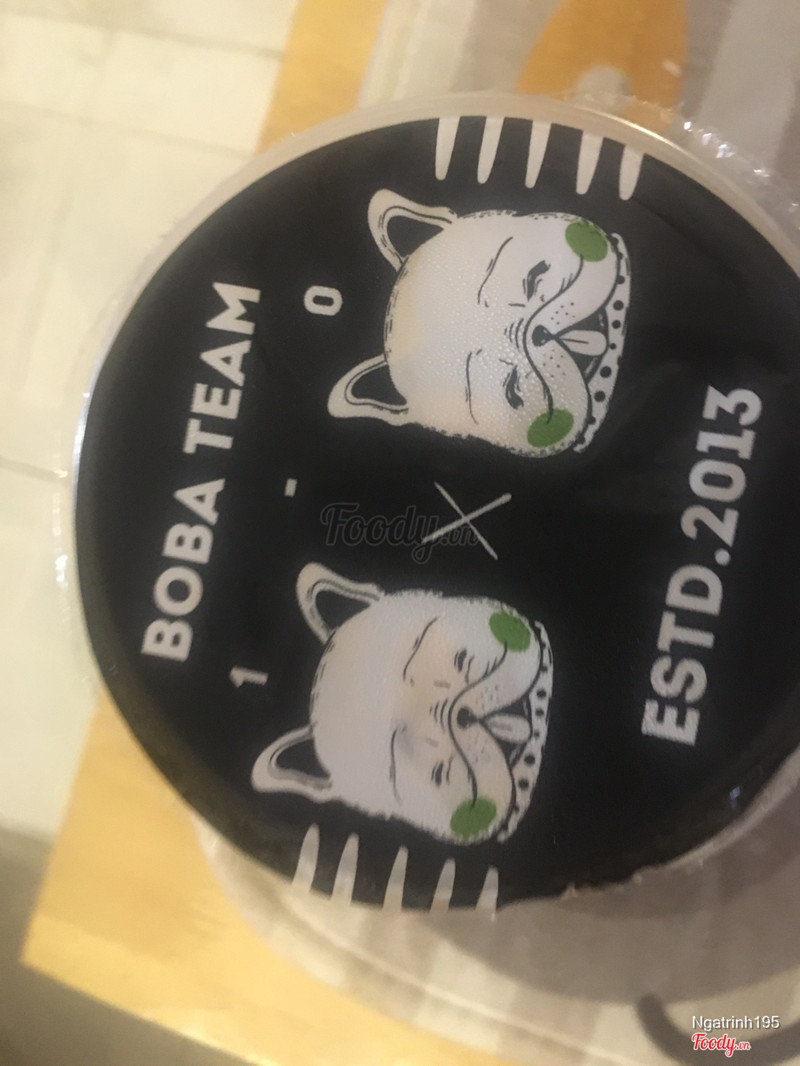 BOBA TEAM
1 - 0
ESTD.2013
Foody.vn
Ngatrinh195
Foody.vn